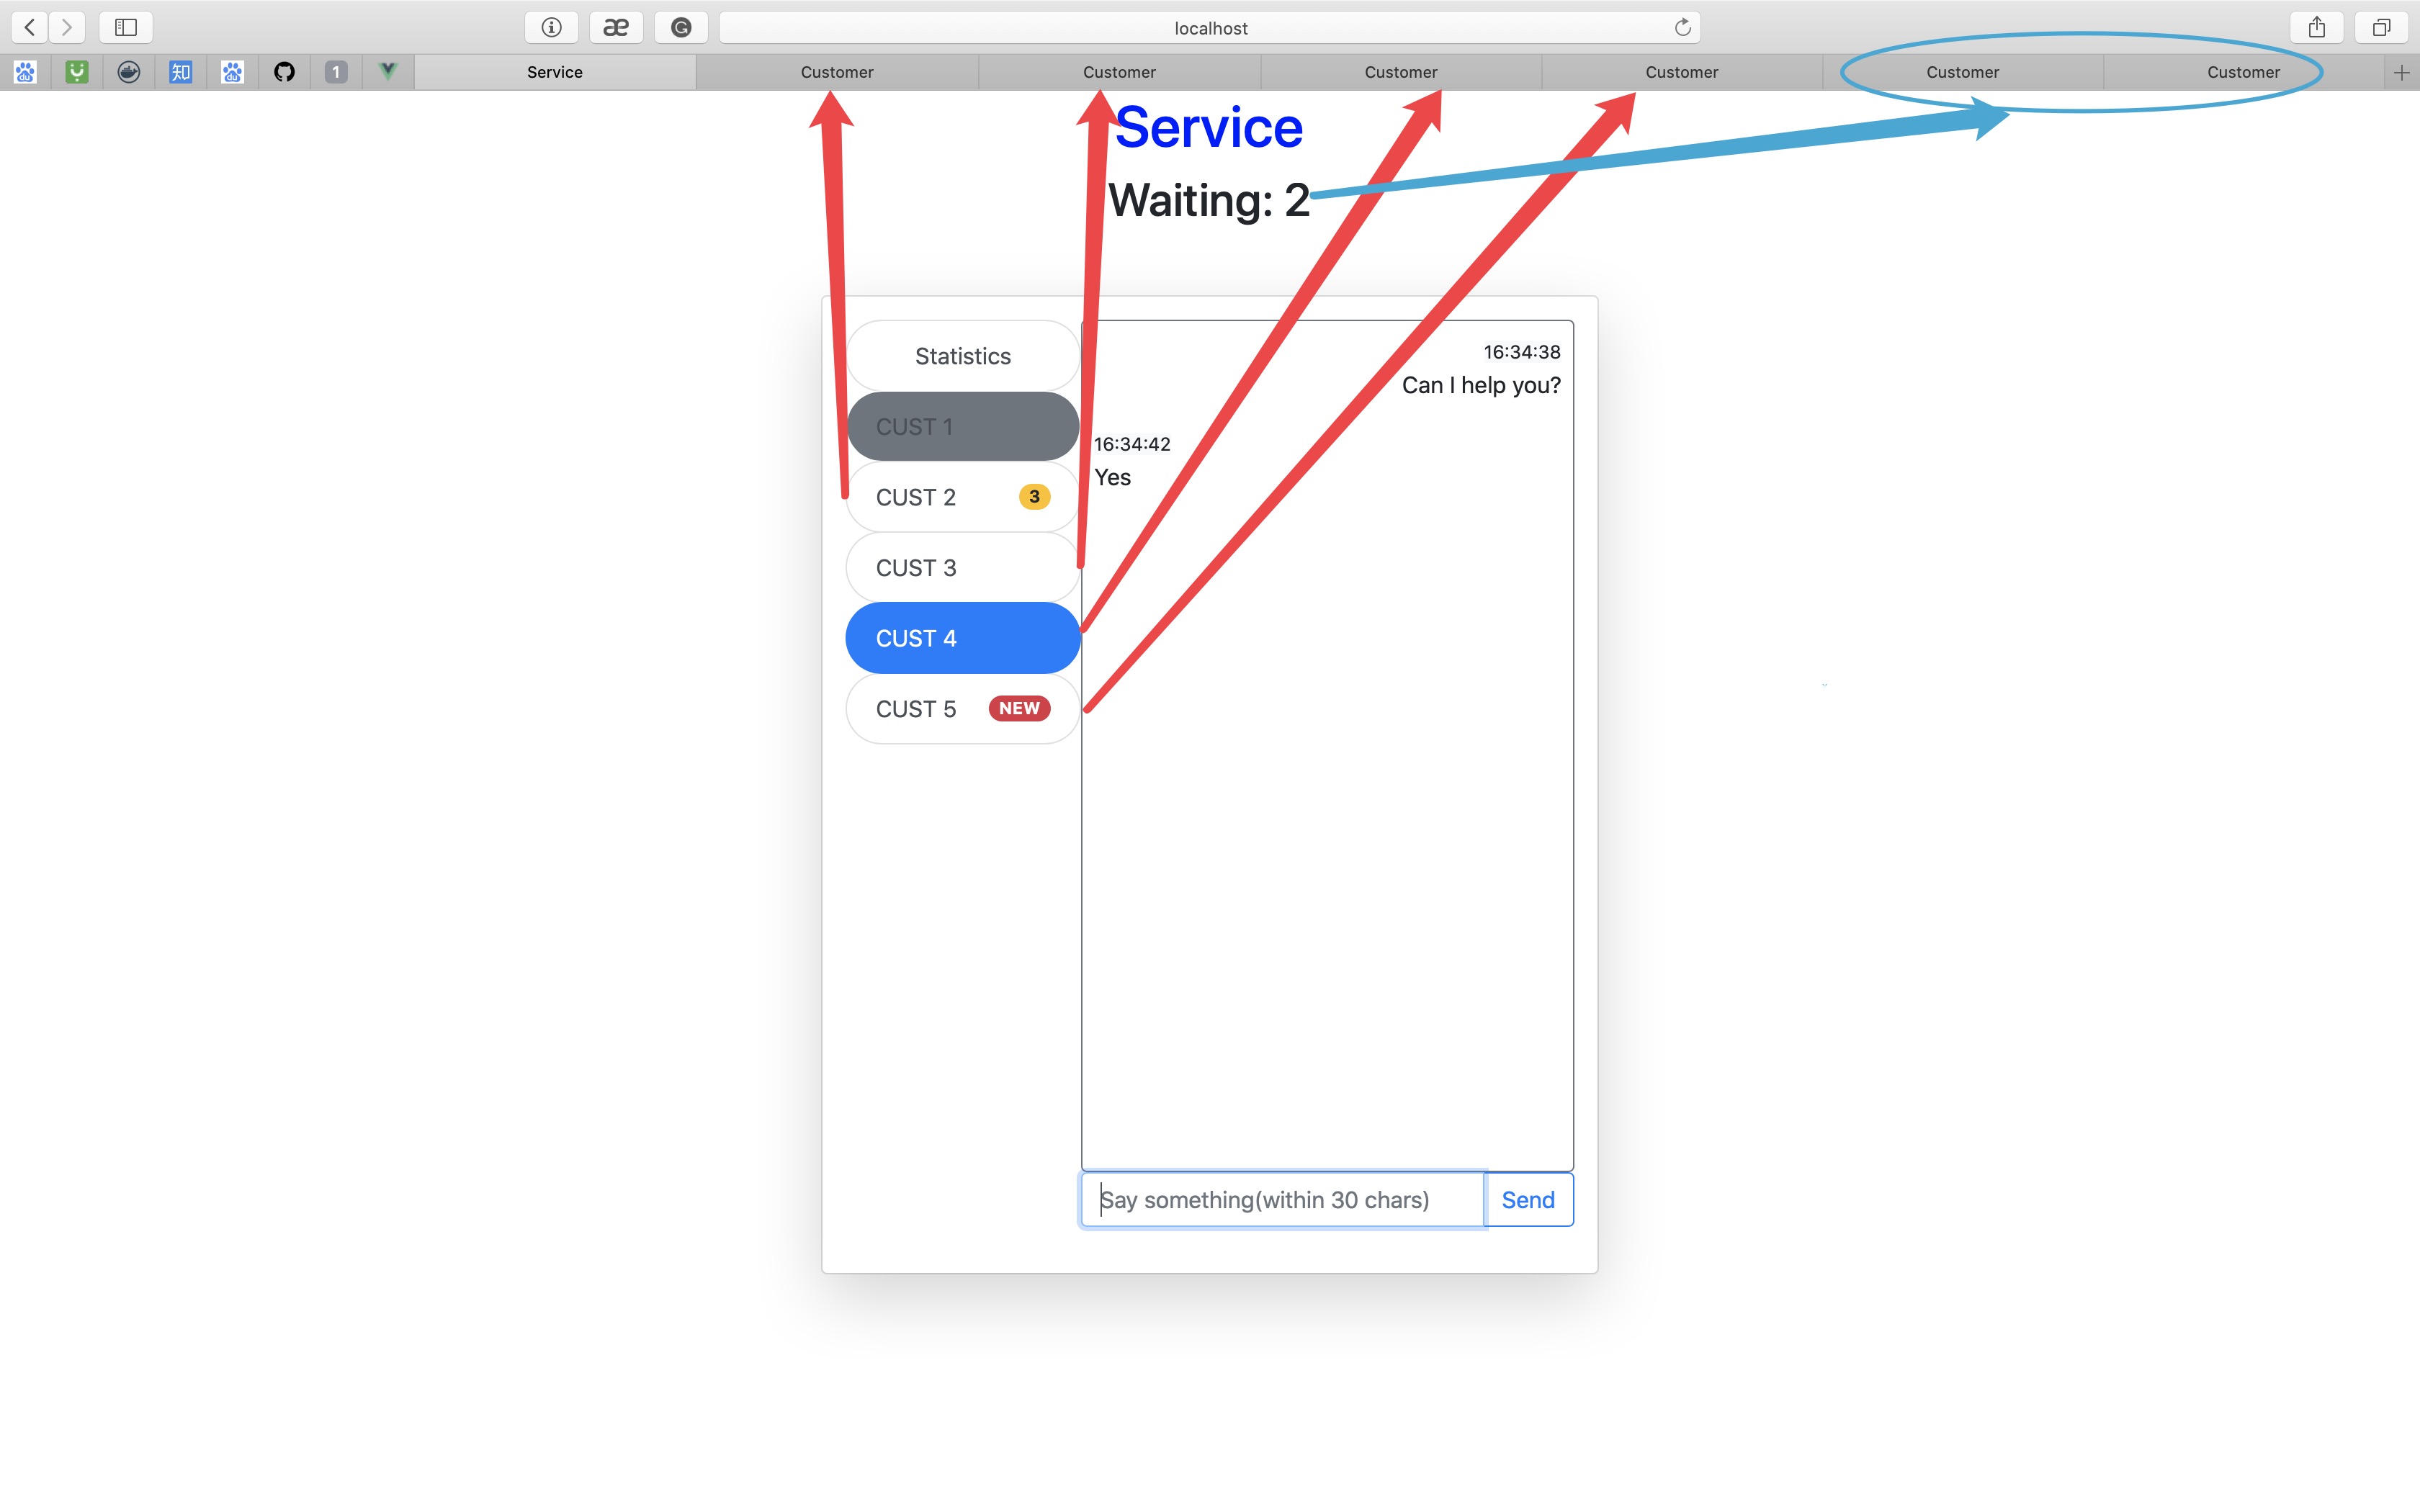 localhost
知
du
1
Service
Customer
Customer
Customer
Customer
Customer
Customer
Service
Waiting: 2
Statistics
CUST 1
CUST 2
3
CUST 3
CUST 4
CUST 5
NEW
16:34:38
Can I help you?
16:34:42
Yes
Say something(within 30 chars)
Send